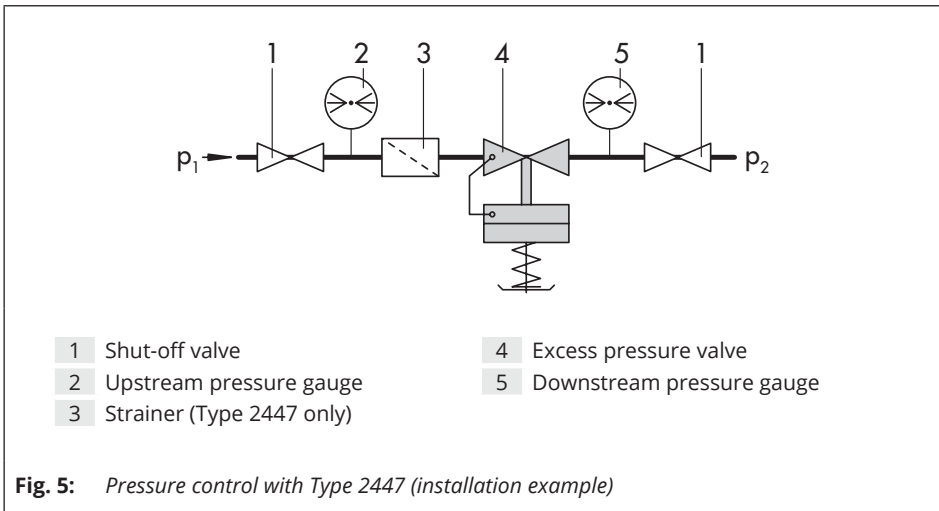 1 2 3 4 5 1
p₁ p₂
1 Shut-off valve
2 Upstream pressure gauge
3 Strainer (Type 2447 only)
4 Excess pressure valve
5 Downstream pressure gauge
Fig. 5: Pressure control with Type 2447 (installation example)